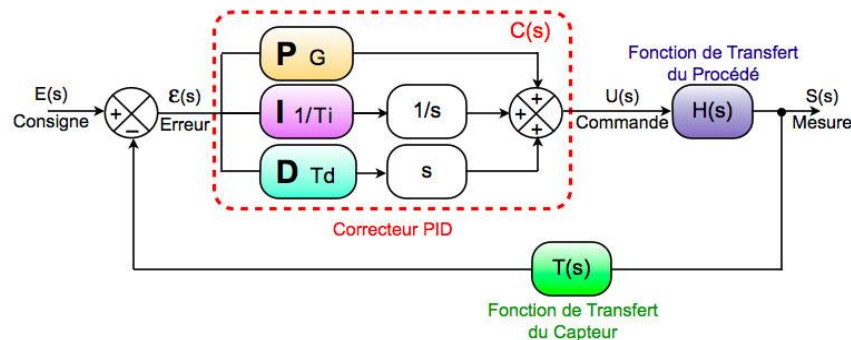 C(s)
P G
Fonction de Transfert
du Procédé
E(s)
Consigne
+
−
ε(s)
Erreur
I 1/Ti
1/s
+
+
+
U(s)
Commande
H(s)
S(s)
Mesure
D Td
s
Correcteur PID
T(s)
Fonction de Transfert
du Capteur